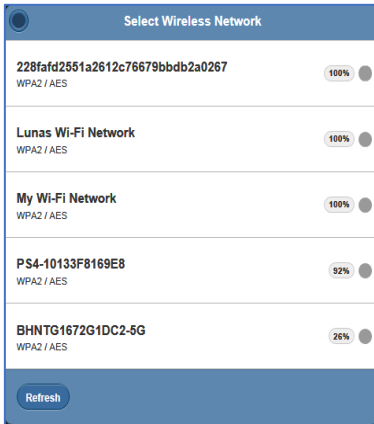 Select Wireless Network
228fafd2551a2612c76679bbdb2a0267
100%
WPA2 / AES
Lunas Wi-Fi Network
100%
WPA2 / AES
My Wi-Fi Network
100%
WPA2 / AES
PS4-10133F8169E8
92%
WPA2 / AES
BHNTG1672G1DC2-5G
26%
WPA2 / AES
Refresh